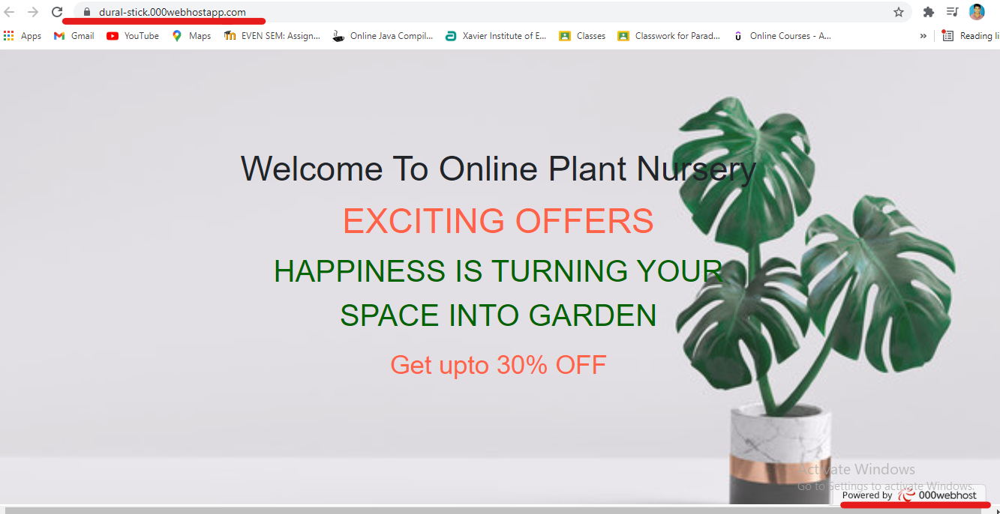 dural-stick.000webhostapp.com
Apps Gmail YouTube Maps EVEN SEM: Assign... Online Java Compil... Xavier Institute of E... Classes Classwork for Parad... Online Courses - A... » Reading li
Welcome To Online Plant Nursery
EXCITING OFFERS
HAPPINESS IS TURNING YOUR
SPACE INTO GARDEN
Get upto 30% OFF
Activate Windows
Go to Settings to activate Windows.
Powered by 000webhost